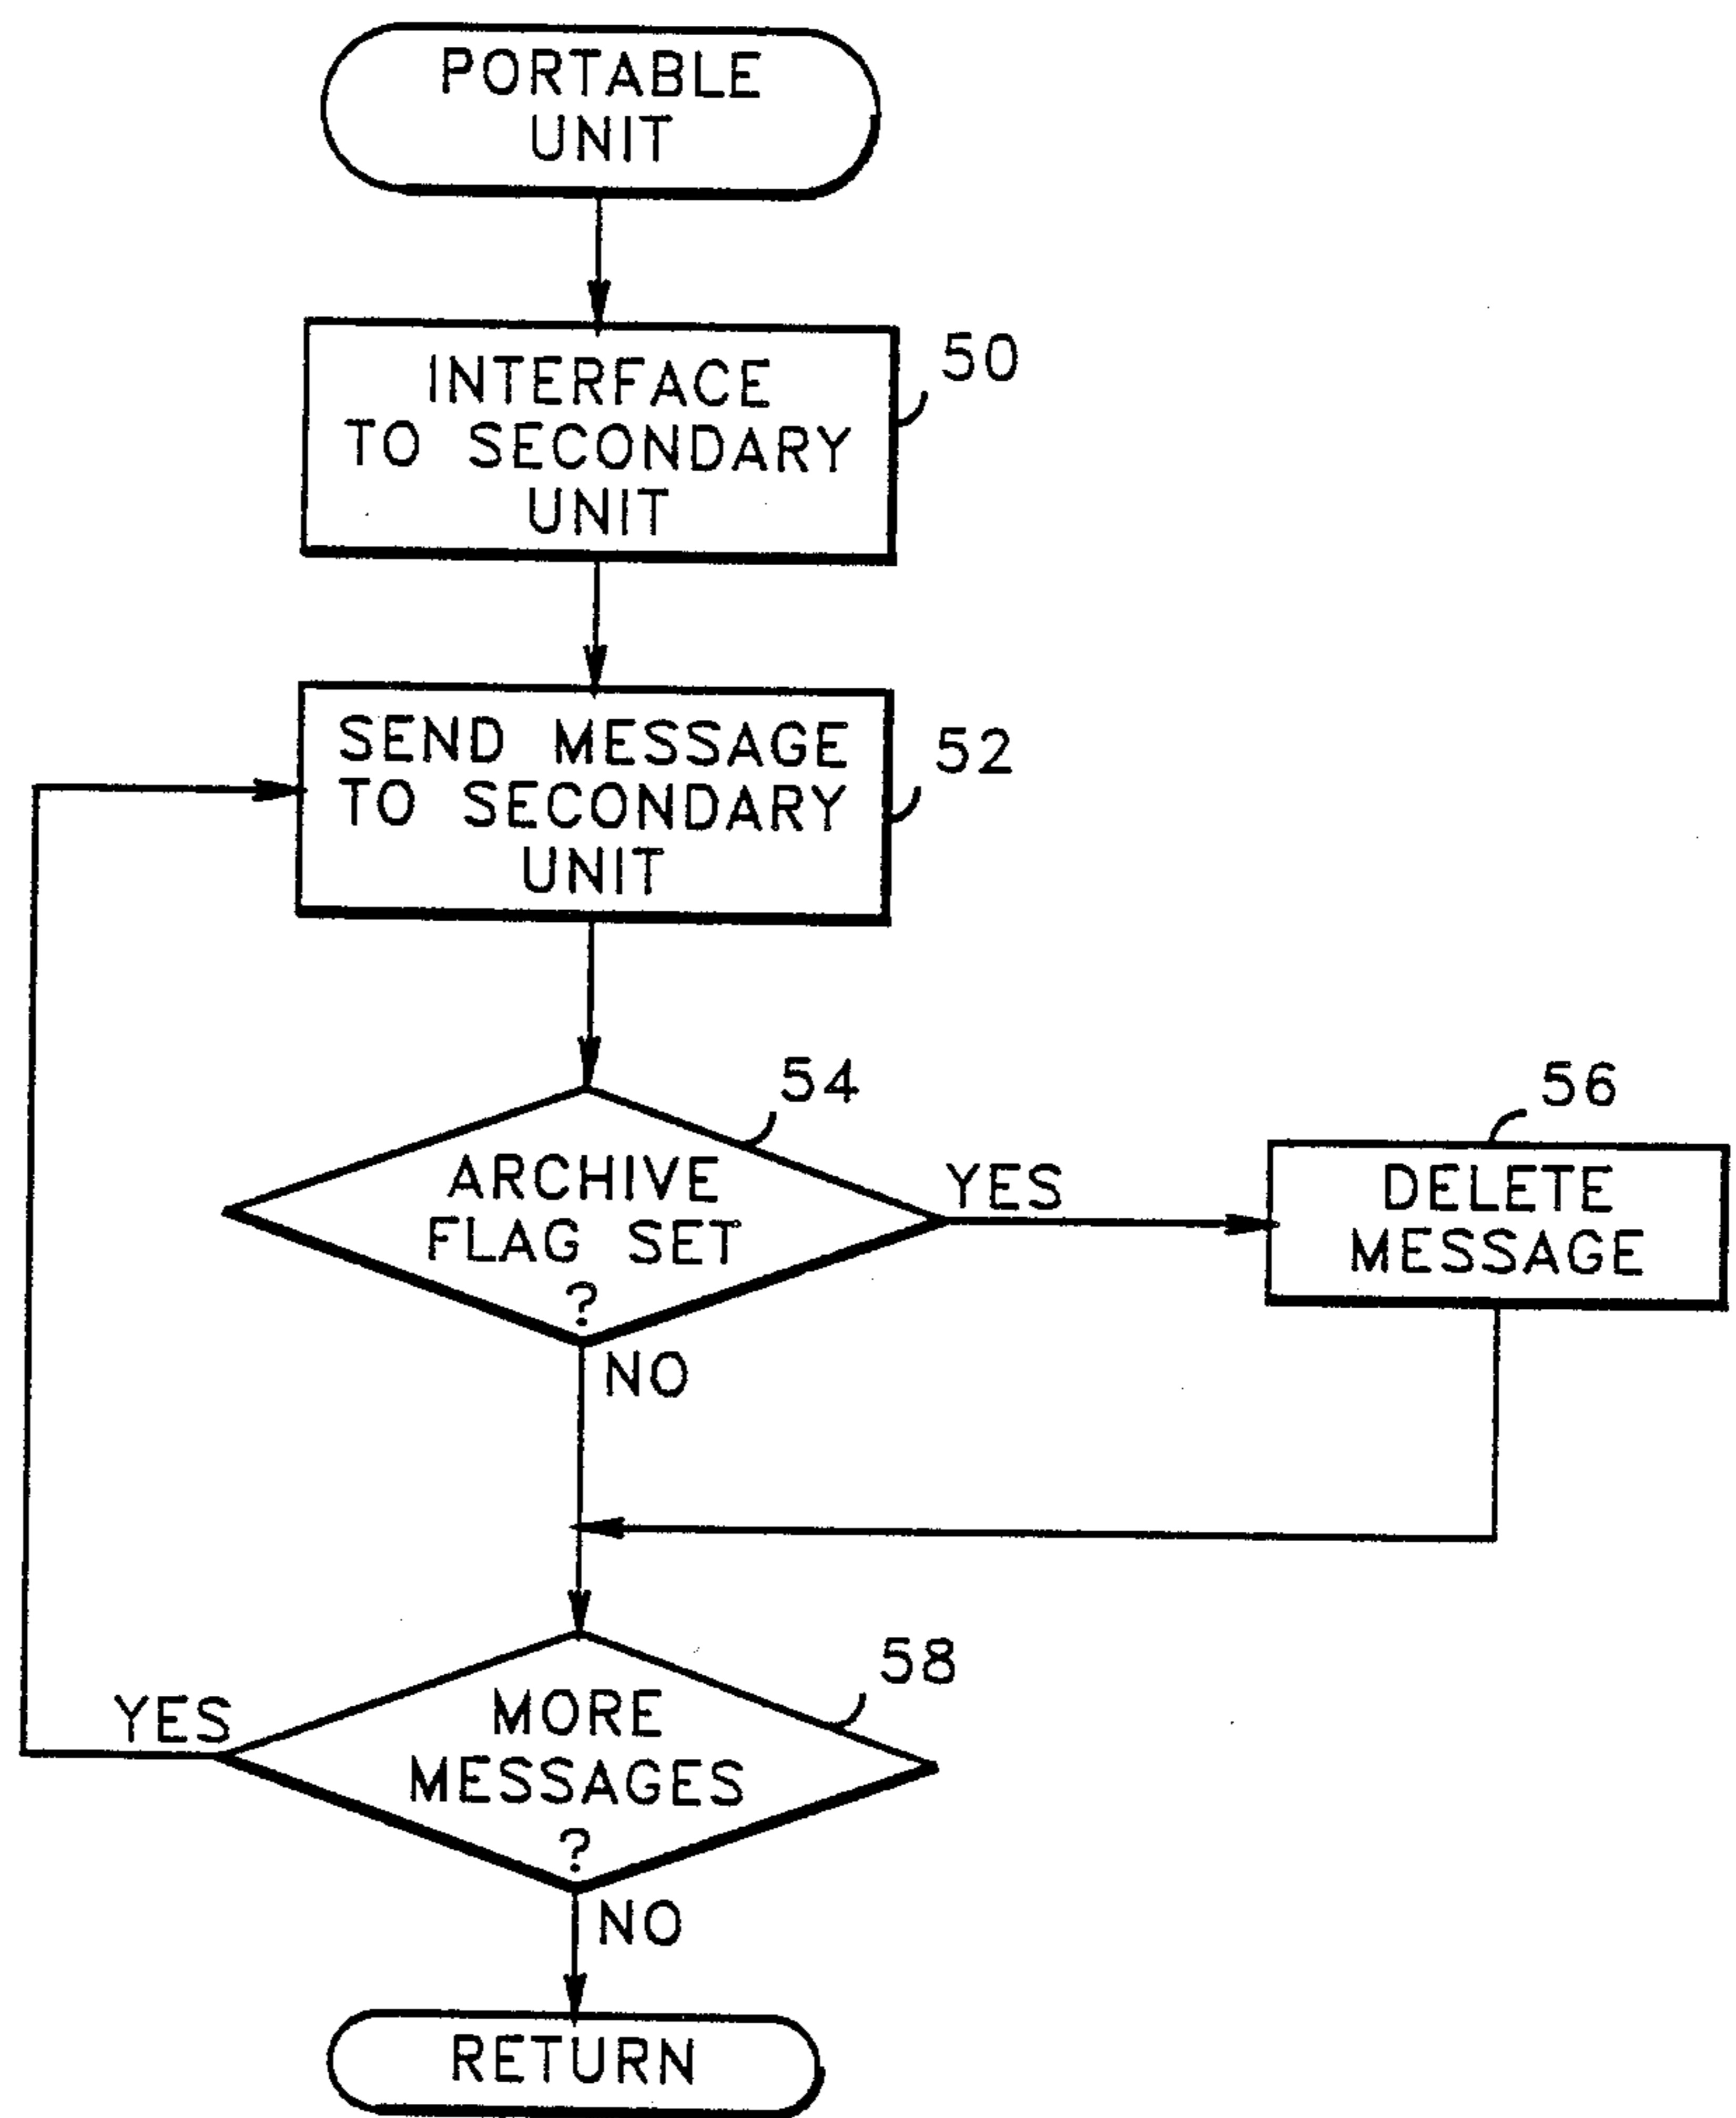 PORTABLE
UNIT
INTERFACE
TO SECONDARY
UNIT
50
SEND MESSAGE
TO SECONDARY
UNIT
52
54
ARCHIVE
FLAG SET
?
YES
NO
56
DELETE
MESSAGE
58
MORE
MESSAGES
?
YES
NO
RETURN